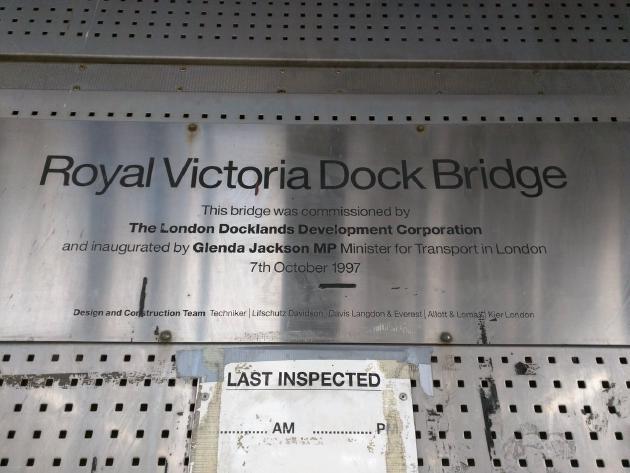 Royal Victoria Dock Bridge
This bridge was commissioned by
The London Docklands Development Corporation
and inaugurated by Glenda Jackson MP Minister for Transport in London
7th October 1997
Design and Construction Team Techniker | Lifschutz Davidson, Davis Langdon & Everest | Allott & Lomax | Kier London
LAST INSPECTED
............ AM ............... P